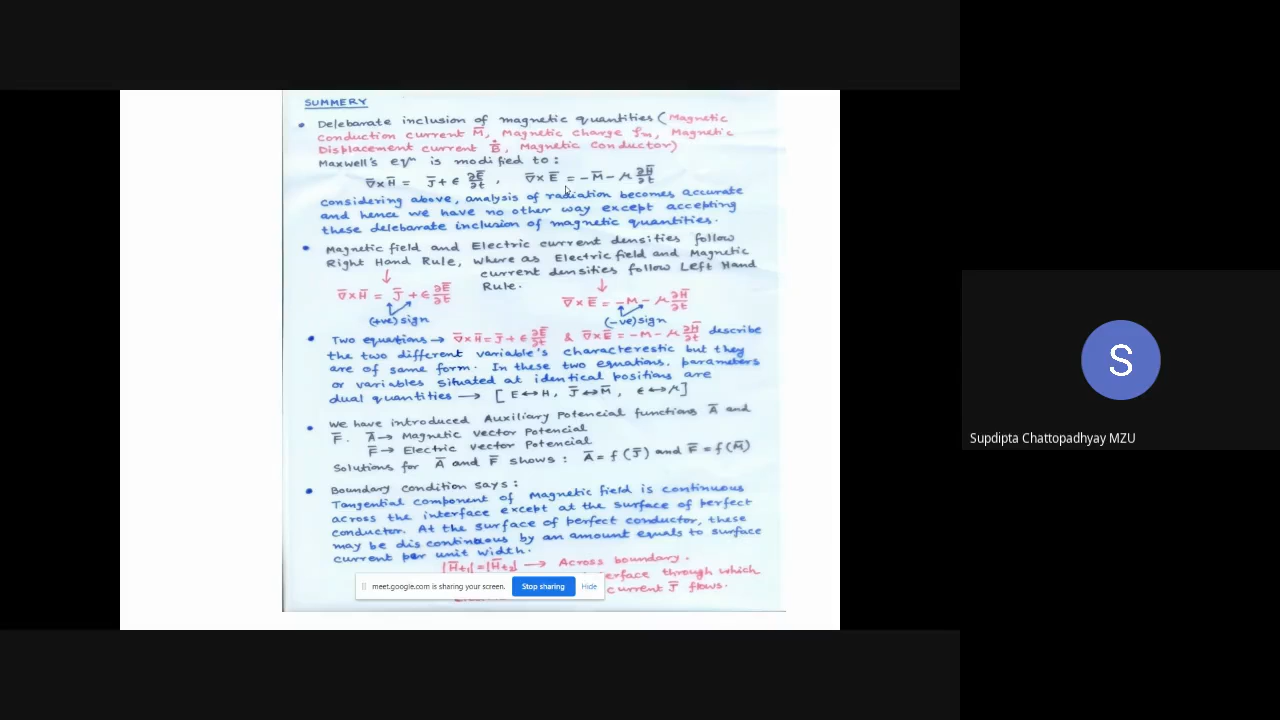 SUMMERY
• Delebarate inclusion of magnetic quantities (Magnetic
Conduction current M̅, Magnetic charge ρm, Magnetic
Displacement current Ḃ, Magnetic Conductor)
Maxwell's eqⁿ is modified to:
∇̅×H̅ = J̅+ϵ ∂E̅/∂t , ∇̅×E̅ = -M̅-μ ∂H̅/∂t
considering above, analysis of radiation becomes accurate
and hence we have no other way except accepting
these delebarate inclusion of magnetic quantities.
• Magnetic field and Electric current densities follow
Right Hand Rule, where as Electric field and Magnetic
current densities follow Left Hand
Rule.
∇̅×H̅ = J̅+ϵ ∂E̅/∂t ∇̅×E̅ = -M-μ ∂H̅/∂t
(+ve) sign (-ve) sign
• Two equations → ∇̅×H̅=J̅+ϵ ∂E̅/∂t & ∇̅×E̅=-M-μ ∂H̅/∂t describe
the two different variable's characterestic but they
are of same form. In these two equations, parameters
or variables situated at identical positions are
dual quantities → [ E↔H, J̅↔M̅, ϵ↔μ]
• We have introduced Auxiliary Potencial functions A̅ and
F̅. A̅→ Magnetic Vector Potencial
F̅→ Electric Vector Potencial
Solutions for A̅ and F̅ shows: A̅=f(J̅) and F̅=f(M̅)
• Boundary condition says:
Tangential component of Magnetic field is continuous
across the interface except at the surface of perfect
conductor. At the surface of perfect conductor, these
may be discontinuous by an amount equals to surface
current per unit width.
|H̅t1|=|H̅t2| → Across boundary.
erface through which
current J̅ flows.
meet.google.com is sharing your screen. Stop sharing Hide
S
Supdipta Chattopadhyay MZU